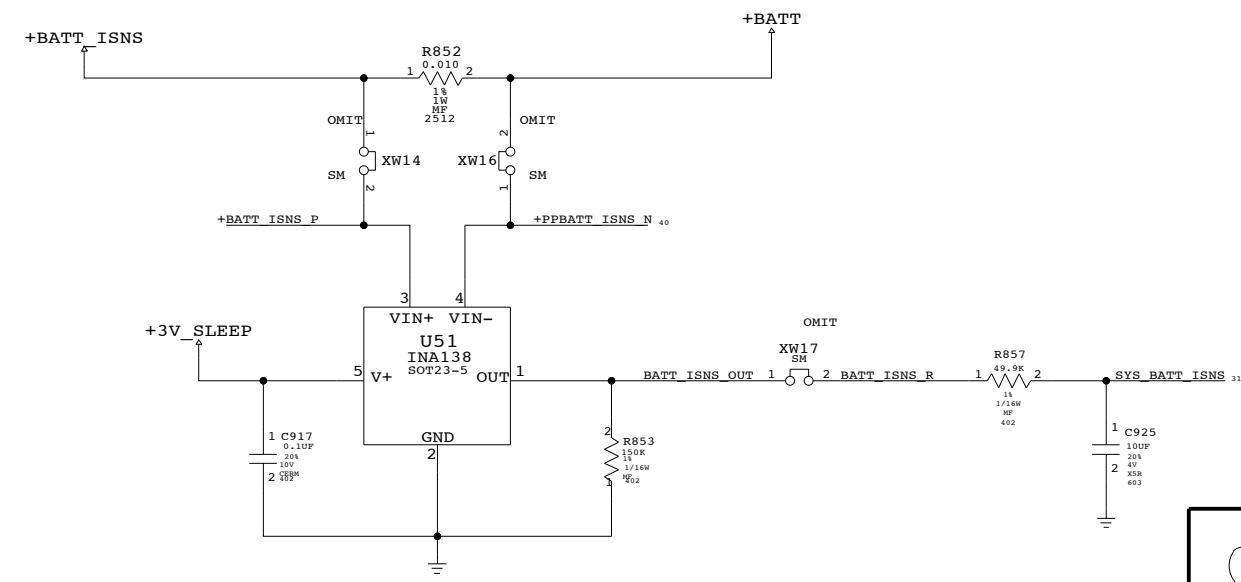 +BATT
+BATT_ISNS
R852
0.010
1 2
1%
1W
MF
2512
OMIT
OMIT
1
2
XW14
XW16
SM
SM
2
1
+BATT_ISNS_P
+PPBATT_ISNS_N 40
3 4
VIN+ VIN-
+3V_SLEEP
U51
INA138
SOT23-5
5 V+
OUT 1
GND
2
OMIT
XW17
SM
BATT_ISNS_OUT 1 2 BATT_ISNS_R
R857
49.9K
1 2
1%
1/16W
MF
402
SYS_BATT_ISNS 31
1 C917
0.1UF
20%
10V
CERM
2 402
2
R853
150K
1%
1/16W
MF
402
1
1 C925
10UF
20%
4V
X5R
2 603